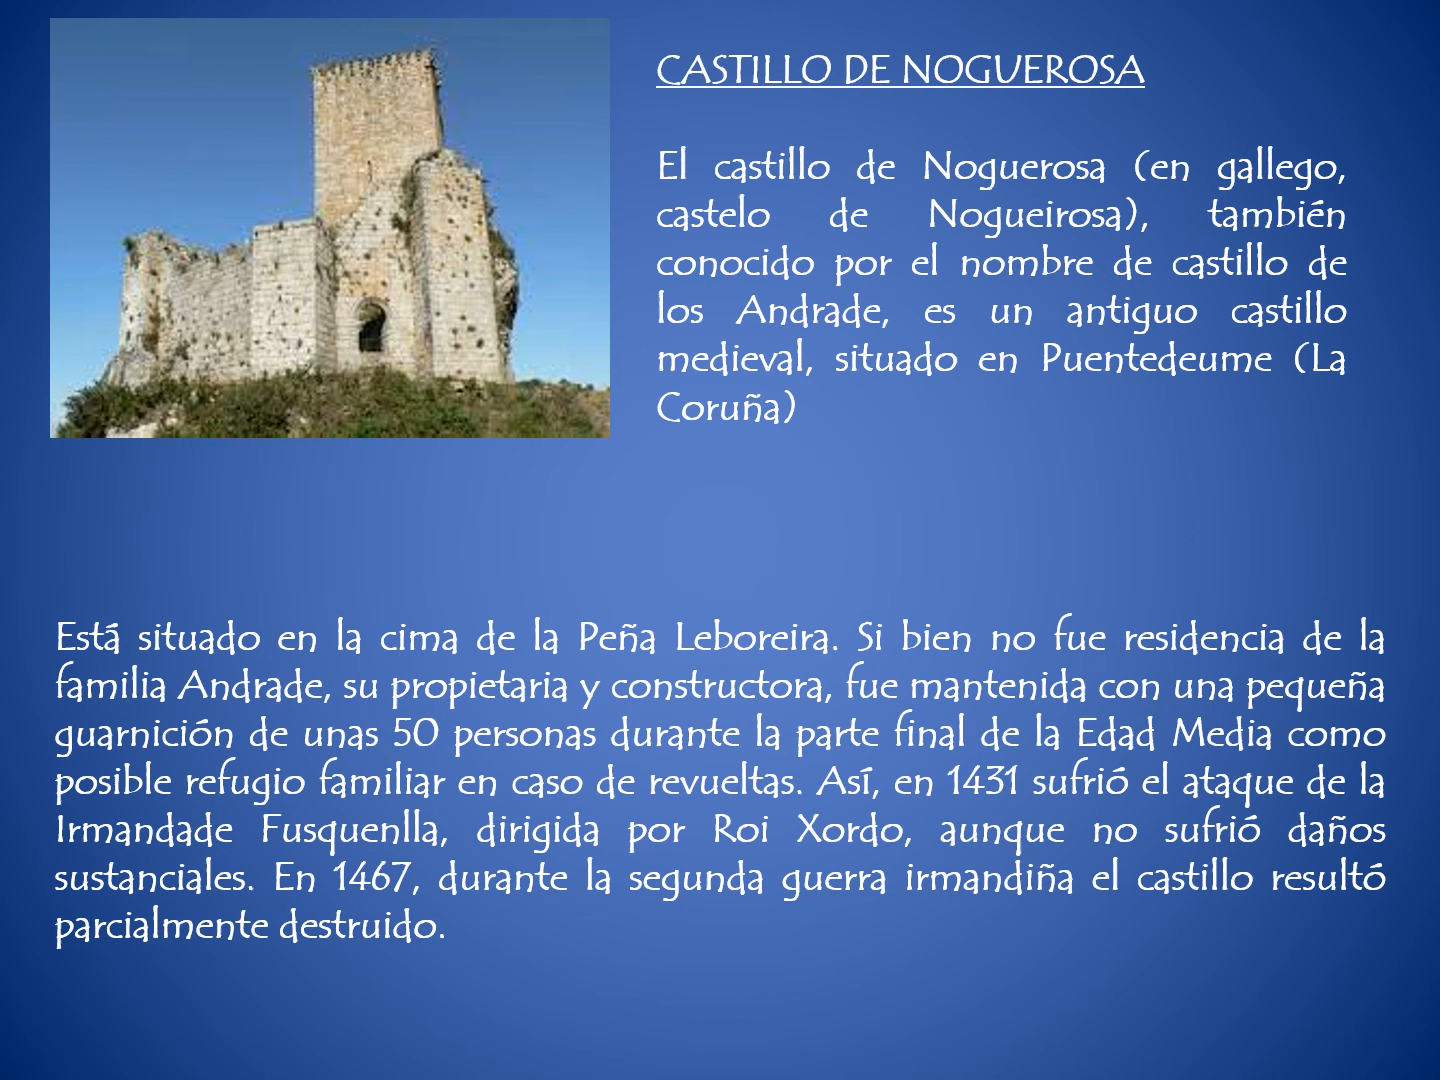 CASTILLO DE NOGUEROSA
El castillo de Noguerosa (en gallego,
castelo de Nogueirosa), también
conocido por el nombre de castillo de
los Andrade, es un antiguo castillo
medieval, situado en Puentedeume (La
Coruña)
Está situado en la cima de la Peña Leboreira. Si bien no fue residencia de la
familia Andrade, su propietaria y constructora, fue mantenida con una pequeña
guarnición de unas 50 personas durante la parte final de la Edad Media como
posible refugio familiar en caso de revueltas. Así, en 1431 sufrió el ataque de la
Irmandade Fusquenlla, dirigida por Roi Xordo, aunque no sufrió daños
sustanciales. En 1467, durante la segunda guerra irmandiña el castillo resultó
parcialmente destruido.